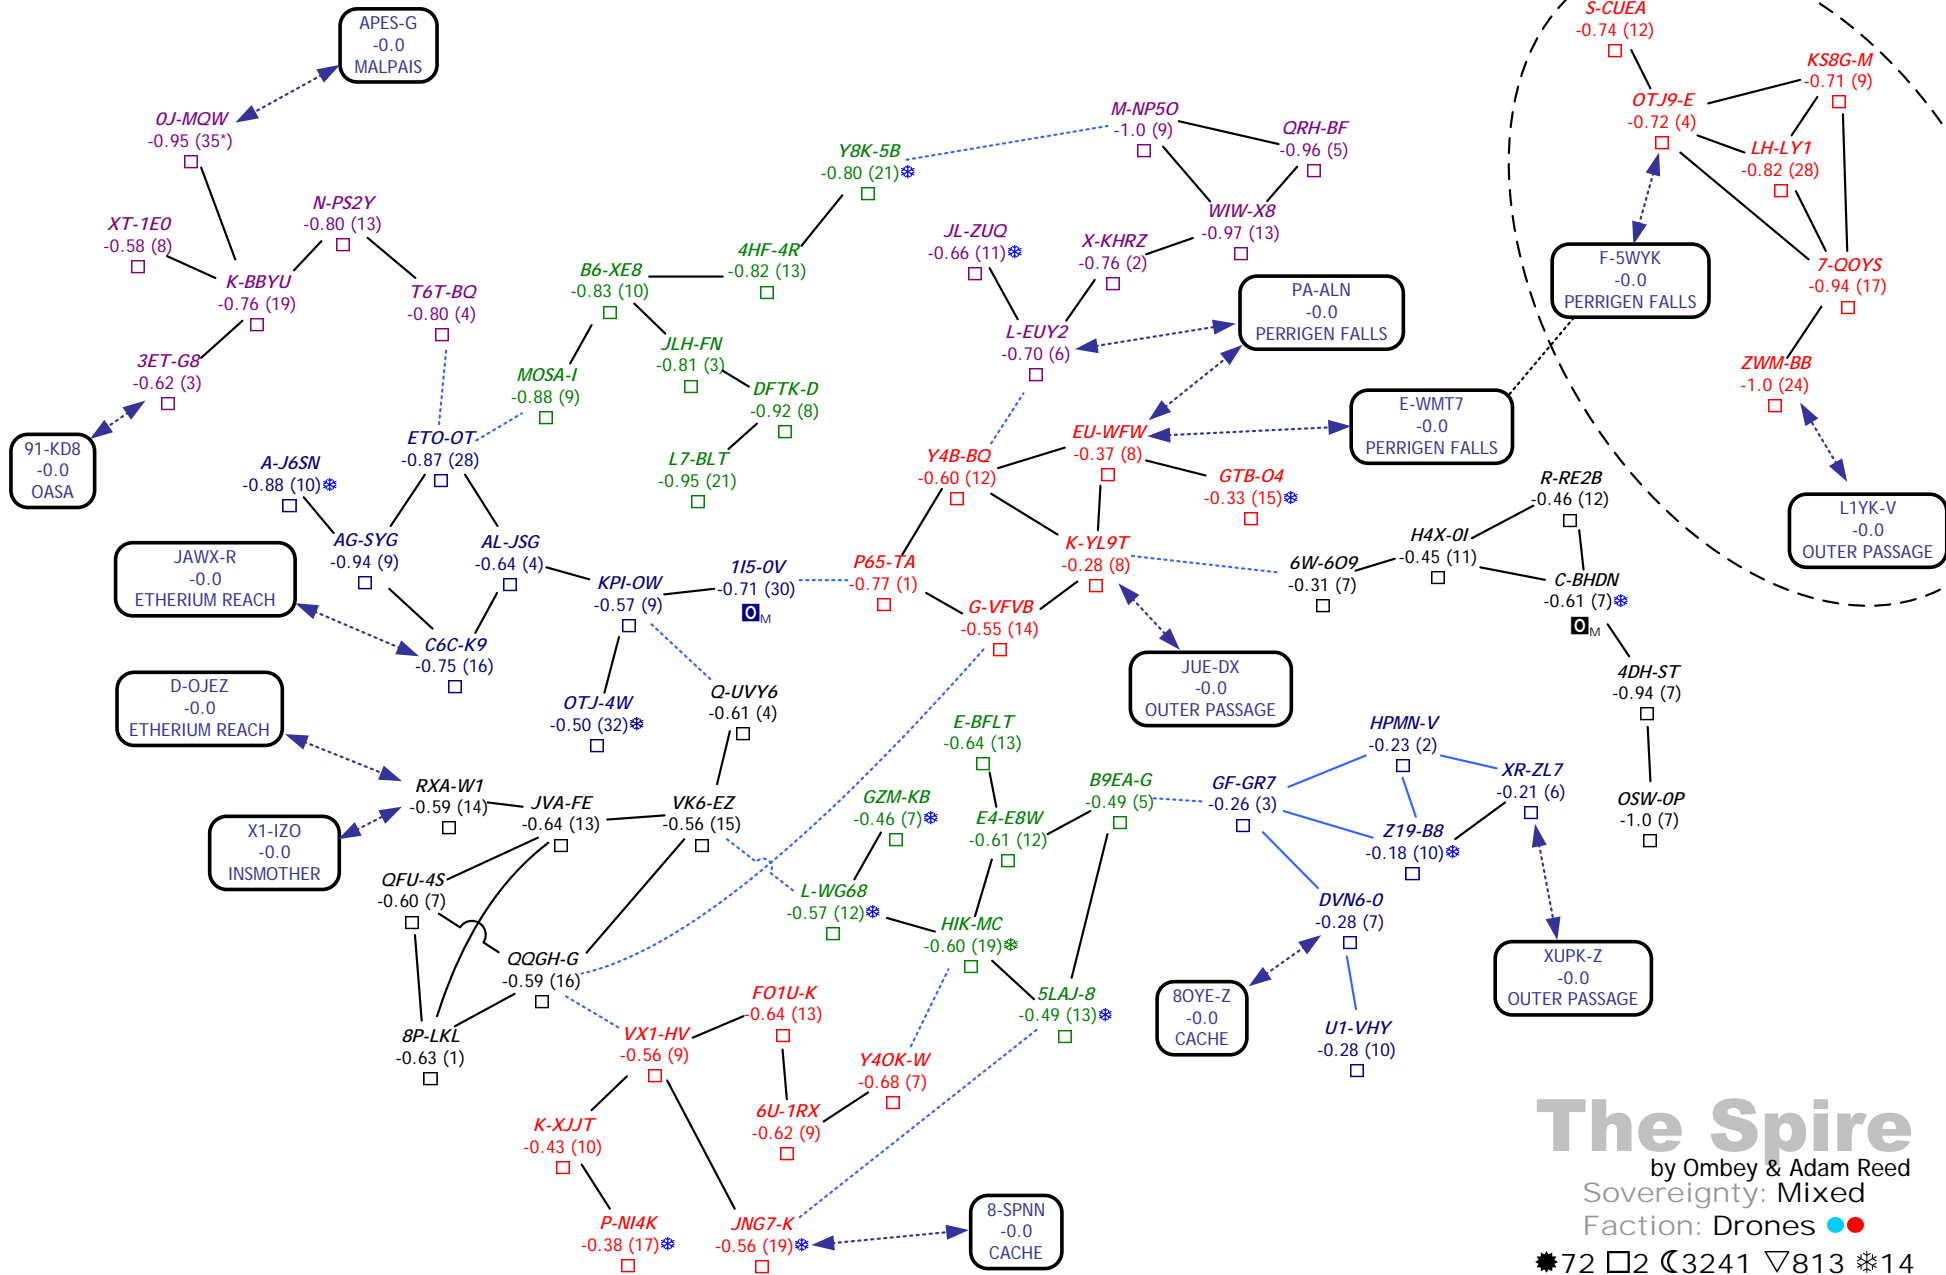 APES-G
-0.0
MALPAIS
S-CUEA
-0.74 (12)
KS8G-M
-0.71 (9)
OTJ9-E
-0.72 (4)
LH-LY1
-0.82 (28)
0J-MQW
-0.95 (35*)
M-NP5O
-1.0 (9)
QRH-BF
-0.96 (5)
Y8K-5B
-0.80 (21)❄
N-PS2Y
-0.80 (13)
XT-1E0
-0.58 (8)
WIW-X8
-0.97 (13)
JL-ZUQ
-0.66 (11)❄
X-KHRZ
-0.76 (2)
4HF-4R
-0.82 (13)
B6-XE8
-0.83 (10)
K-BBYU
-0.76 (19)
T6T-BQ
-0.80 (4)
F-5WYK
-0.0
PERRIGEN FALLS
7-QOYS
-0.94 (17)
PA-ALN
-0.0
PERRIGEN FALLS
L-EUY2
-0.70 (6)
JLH-FN
-0.81 (3)
3ET-G8
-0.62 (3)
MOSA-I
-0.88 (9)
DFTK-D
-0.92 (8)
ZWM-BB
-1.0 (24)
E-WMT7
-0.0
PERRIGEN FALLS
91-KD8
-0.0
OASA
ETO-OT
-0.87 (28)
A-J6SN
-0.88 (10)❄
L7-BLT
-0.95 (21)
Y4B-BQ
-0.60 (12)
EU-WFW
-0.37 (8)
GTB-O4
-0.33 (15)❄
R-RE2B
-0.46 (12)
L1YK-V
-0.0
OUTER PASSAGE
JAWX-R
-0.0
ETHERIUM REACH
AG-SYG
-0.94 (9)
AL-JSG
-0.64 (4)
KPI-OW
-0.57 (9)
1I5-0V
-0.71 (30)
O M
P65-TA
-0.77 (1)
K-YL9T
-0.28 (8)
6W-6O9
-0.31 (7)
H4X-0I
-0.45 (11)
C-BHDN
-0.61 (7)❄
O M
G-VFVB
-0.55 (14)
C6C-K9
-0.75 (16)
D-OJEZ
-0.0
ETHERIUM REACH
OTJ-4W
-0.50 (32)❄
Q-UVY6
-0.61 (4)
JUE-DX
-0.0
OUTER PASSAGE
4DH-ST
-0.94 (7)
E-BFLT
-0.64 (13)
HPMN-V
-0.23 (2)
RXA-W1
-0.59 (14)
JVA-FE
-0.64 (13)
VK6-EZ
-0.56 (15)
GZM-KB
-0.46 (7)❄
E4-E8W
-0.61 (12)
B9EA-G
-0.49 (5)
GF-GR7
-0.26 (3)
XR-ZL7
-0.21 (6)
OSW-0P
-1.0 (7)
X1-IZO
-0.0
INSMOTHER
Z19-B8
-0.18 (10)❄
QFU-4S
-0.60 (7)
L-WG68
-0.57 (12)❄
HIK-MC
-0.60 (19)❄
DVN6-0
-0.28 (7)
QQGH-G
-0.59 (16)
XUPK-Z
-0.0
OUTER PASSAGE
8OYE-Z
-0.0
CACHE
FO1U-K
-0.64 (13)
5LAJ-8
-0.49 (13)❄
8P-LKL
-0.63 (1)
VX1-HV
-0.56 (9)
Y4OK-W
-0.68 (7)
U1-VHY
-0.28 (10)
K-XJJT
-0.43 (10)
6U-1RX
-0.62 (9)
P-NI4K
-0.38 (17)❄
JNG7-K
-0.56 (19)❄
8-SPNN
-0.0
CACHE
The Spire
by Ombey & Adam Reed
Sovereignty: Mixed
Faction: Drones
✹72 □2 ☾3241 ▽813 ❄14